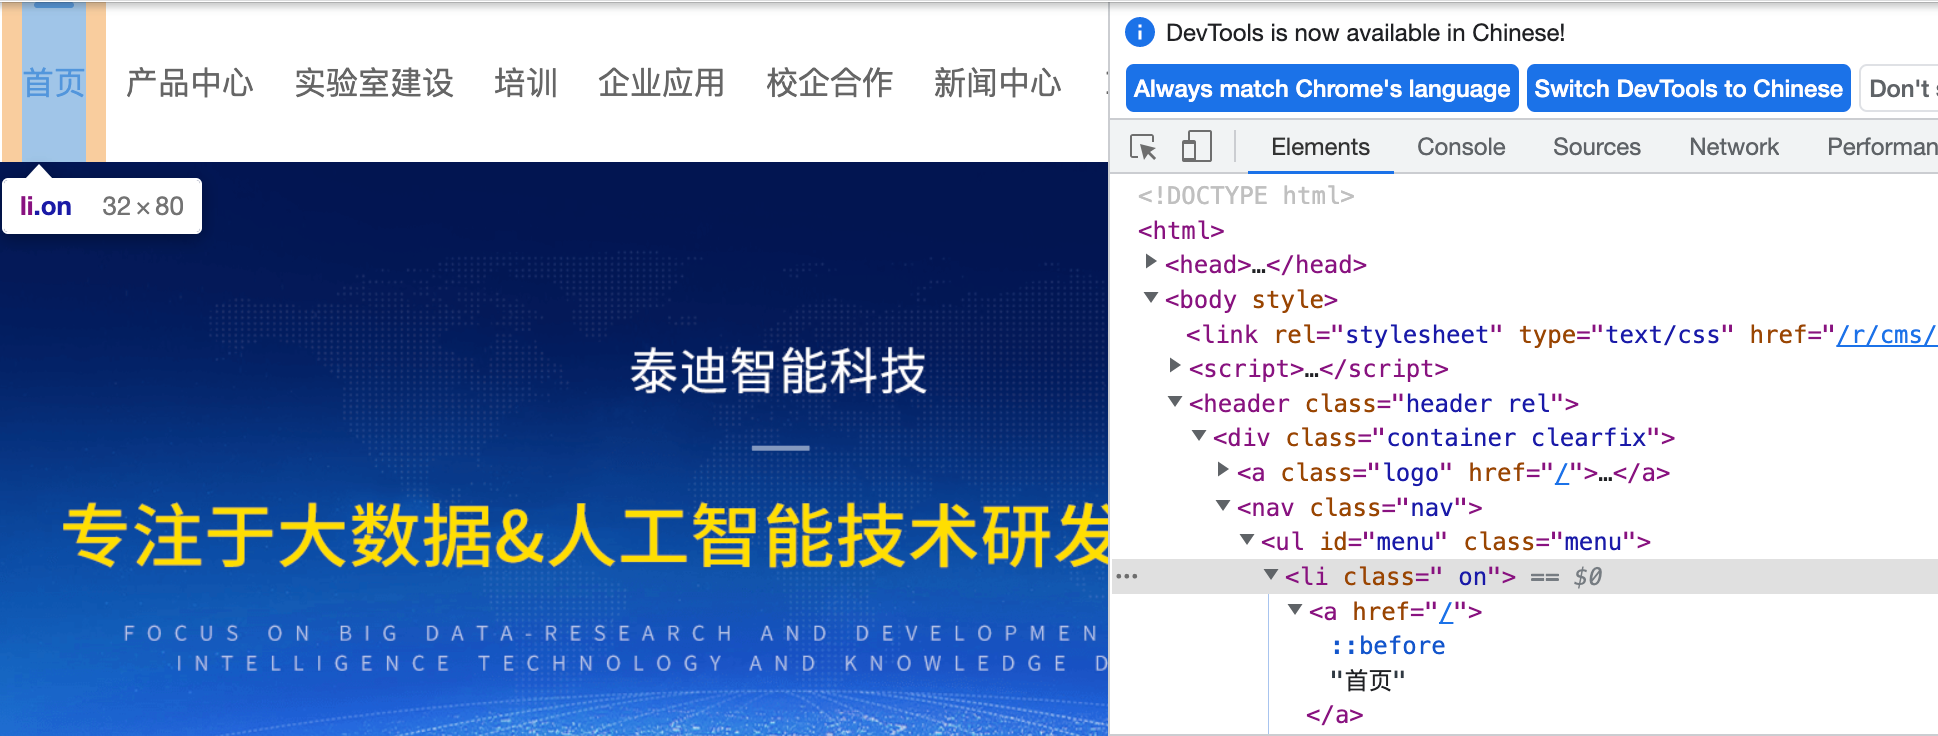 首页 产品中心 实验室建设 培训 企业应用 校企合作 新闻中心
li.on 32×80
泰迪智能科技
专注于大数据&人工智能技术研发
FOCUS ON BIG DATA-RESEARCH AND DEVELOPMEN
INTELLIGENCE TECHNOLOGY AND KNOWLEDGE D
DevTools is now available in Chinese!
Always match Chrome's language Switch DevTools to Chinese Don't s
Elements Console Sources Network Performan
<!DOCTYPE html>
<html>
<head>…</head>
<body style>
<link rel="stylesheet" type="text/css" href="/r/cms/
<script>…</script>
<header class="header rel">
<div class="container clearfix">
<a class="logo" href="/">…</a>
<nav class="nav">
<ul id="menu" class="menu">
<li class=" on"> == $0
<a href="/">
::before
"首页"
</a>